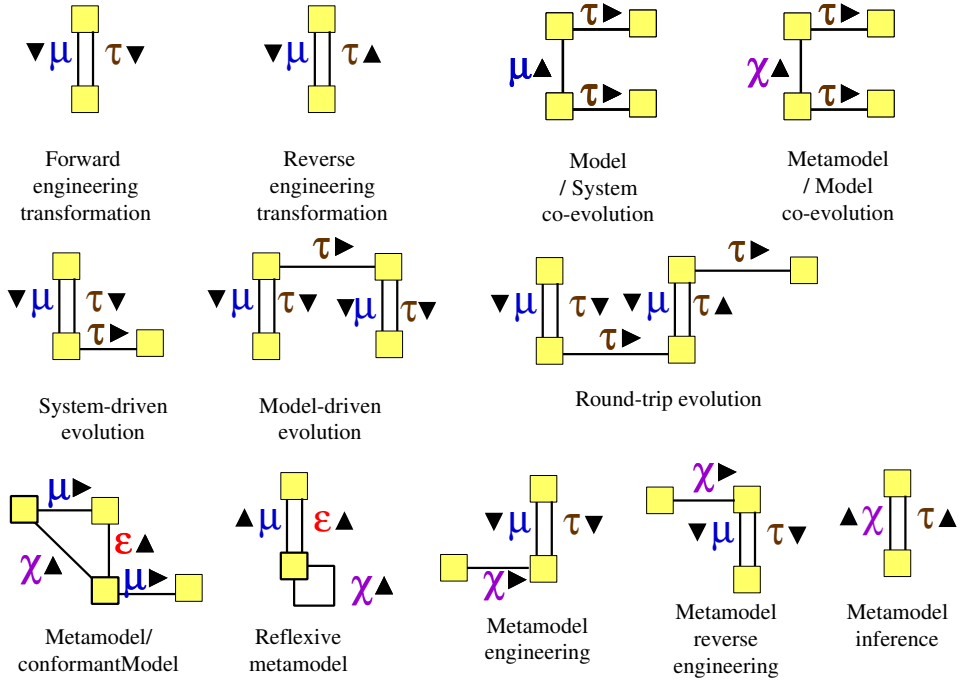 μ τ
Forward
engineering
transformation
μ τ
Reverse
engineering
transformation
τ
μ
τ
Model
/ System
co-evolution
τ
χ
τ
Metamodel
/ Model
co-evolution
μ τ
τ
System-driven
evolution
τ
μ τ μ τ
Model-driven
evolution
τ
μ τ μ τ
τ
Round-trip evolution
μ
χ ε
μ
Metamodel/
conformantModel
μ ε
χ
Reflexive
metamodel
μ τ
χ
Metamodel
engineering
χ
μ τ
Metamodel
reverse
engineering
χ τ
Metamodel
inference